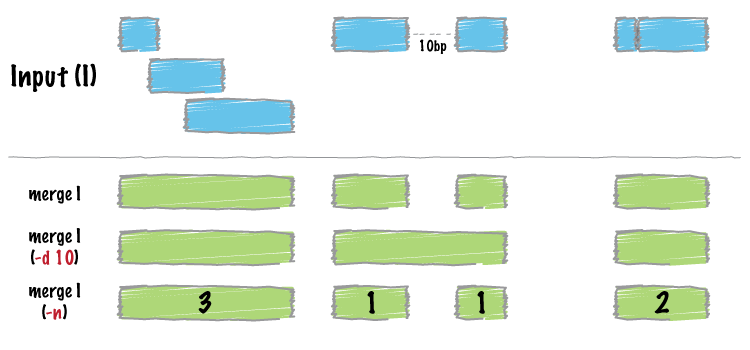 10bp
Input (I)
merge I
merge I
(-d 10)
merge I
(-n)
3 1 1 2